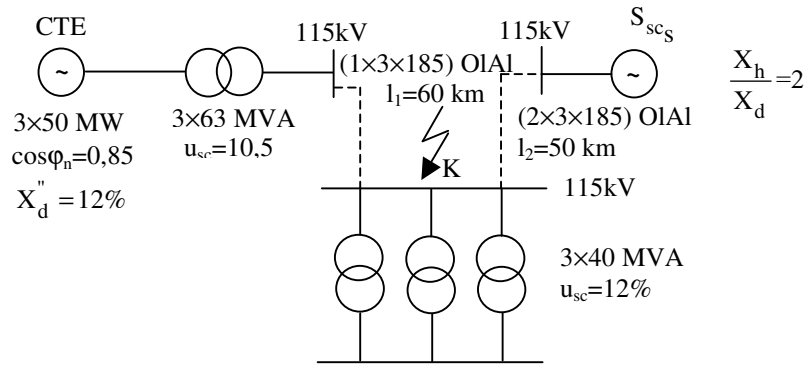 CTE
~
3×50 MW
cosφn=0,85
X"d =12%
3×63 MVA
usc=10,5
115kV
(1×3×185) OlAl
l1=60 km
K
115kV
SscS
~
(2×3×185) OlAl
l2=50 km
Xh/Xd =2
115kV
3×40 MVA
usc=12%